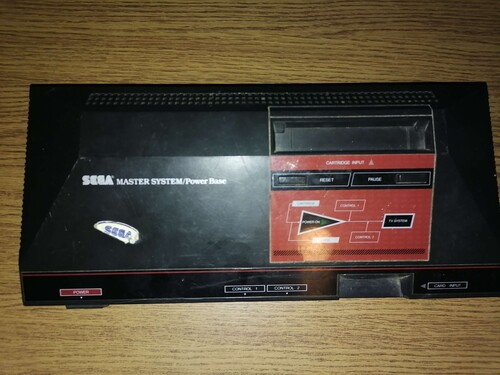 CARTRIDGE INPUT
RESET
PAUSE
SEGA MASTER SYSTEM/Power Base
CONTROL 1
POWER ON
TV SYSTEM
CONTROL 2
SEGA
POWER
CONTROL 1
CONTROL 2
CARD INPUT